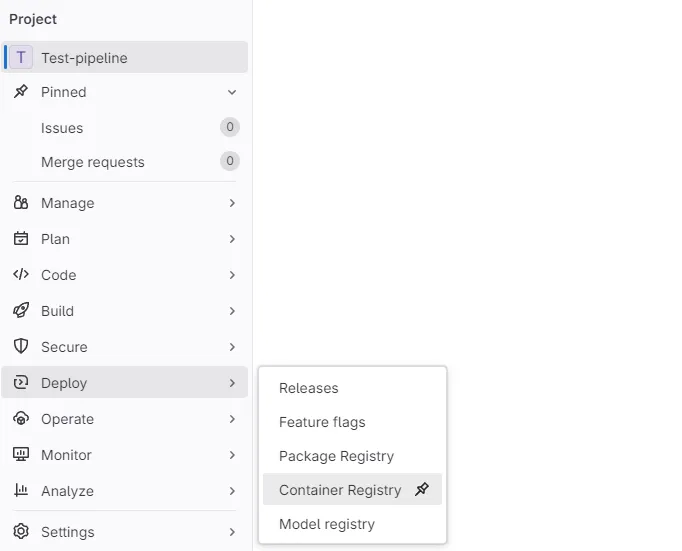 Project
T Test-pipeline
Pinned
Issues 0
Merge requests 0
Manage
Plan
Code
Build
Secure
Deploy
Operate
Monitor
Analyze
Settings
Releases
Feature flags
Package Registry
Container Registry
Model registry